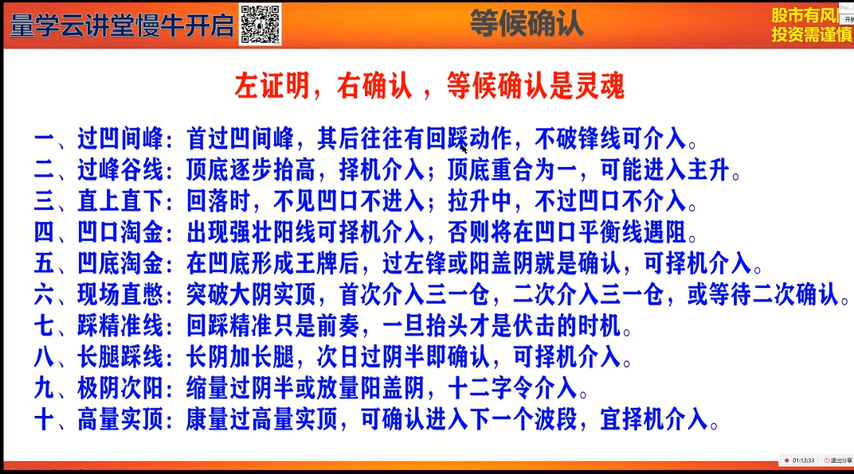 量学云讲堂慢牛开启
等候确认
股市有风
投资需谨慎
左证明，右确认，等候确认是灵魂
一、过凹间峰：首过凹间峰，其后往往有回踩动作，不破锋线可介入。
二、过峰谷线：顶底逐步抬高，择机介入；顶底重合为一，可能进入主升。
三、直上直下：回落时，不见凹口不进入；拉升中，不过凹口不介入。
四、凹口淘金：出现强壮阳线可择机介入，否则将在凹口平衡线遇阻。
五、凹底淘金：在凹底形成王牌后，过左锋或阳盖阴就是确认，可择机介入。
六、现场直憋：突破大阴实顶，首次介入三一仓，二次介入三一仓，或等待二次确认。
七、踩精准线：回踩精准只是前奏，一旦抬头才是伏击的时机。
八、长腿踩线：长阴加长腿，次日过阴半即确认，可择机介入。
九、极阴次阳：缩量过阴半或放量阳盖阴，十二字令介入。
十、高量实顶：康量过高量实顶，可确认进入下一个波段，宜择机介入。
01:12:33 退出分享